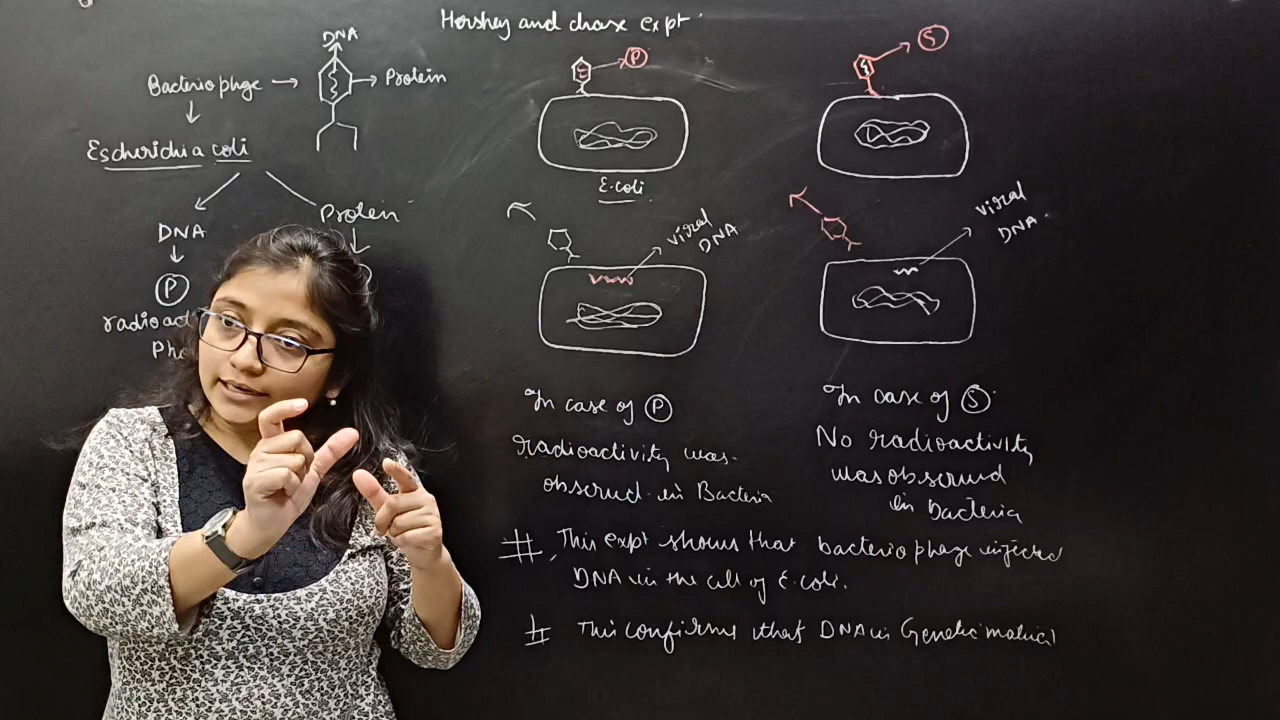 Hershey and chase expt.
DNA
Bacteriophage
Protein
Escherichia coli
DNA
Protein
P
radioact
Pho
P
E.coli
viral
DNA
In case of P
radioactivity was
observed in Bacteria
S
viral
DNA
In case of S
No radioactivity
was observed
in bacteria
# This expt shows that bacteriophage injected
DNA in the cell of E.coli.
# This confirms that DNA is Genetic material